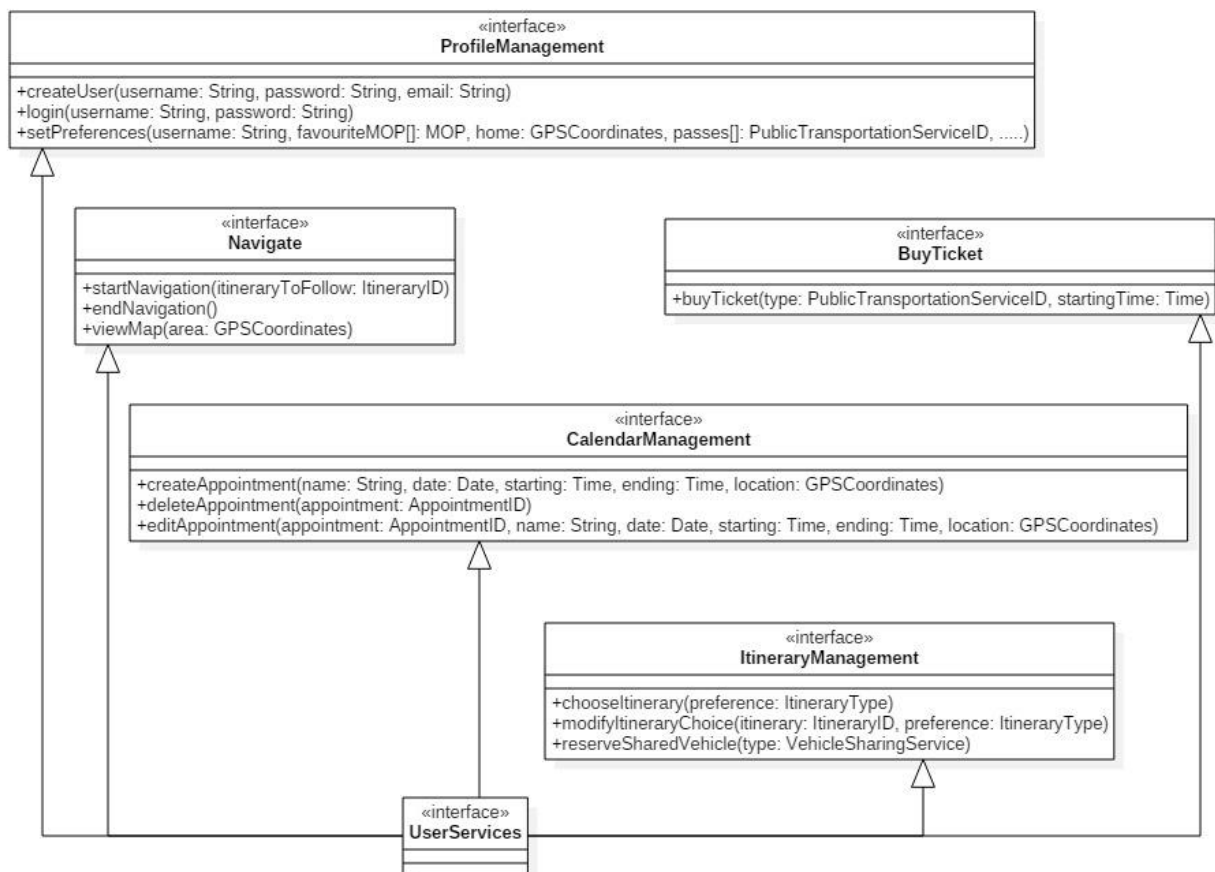 «interface»
ProfileManagement
+createUser(username: String, password: String, email: String)
+login(username: String, password: String)
+setPreferences(username: String, favouriteMOP[]: MOP, home: GPSCoordinates, passes[]: PublicTransportationServiceID, .....)
«interface»
Navigate
+startNavigation(itineraryToFollow: ItineraryID)
+endNavigation()
+viewMap(area: GPSCoordinates)
«interface»
BuyTicket
+buyTicket(type: PublicTransportationServiceID, startingTime: Time)
«interface»
CalendarManagement
+createAppointment(name: String, date: Date, starting: Time, ending: Time, location: GPSCoordinates)
+deleteAppointment(appointment: AppointmentID)
+editAppointment(appointment: AppointmentID, name: String, date: Date, starting: Time, ending: Time, location: GPSCoordinates)
«interface»
ItineraryManagement
+chooseItinerary(preference: ItineraryType)
+modifyItineraryChoice(itinerary: ItineraryID, preference: ItineraryType)
+reserveSharedVehicle(type: VehicleSharingService)
«interface»
UserServices